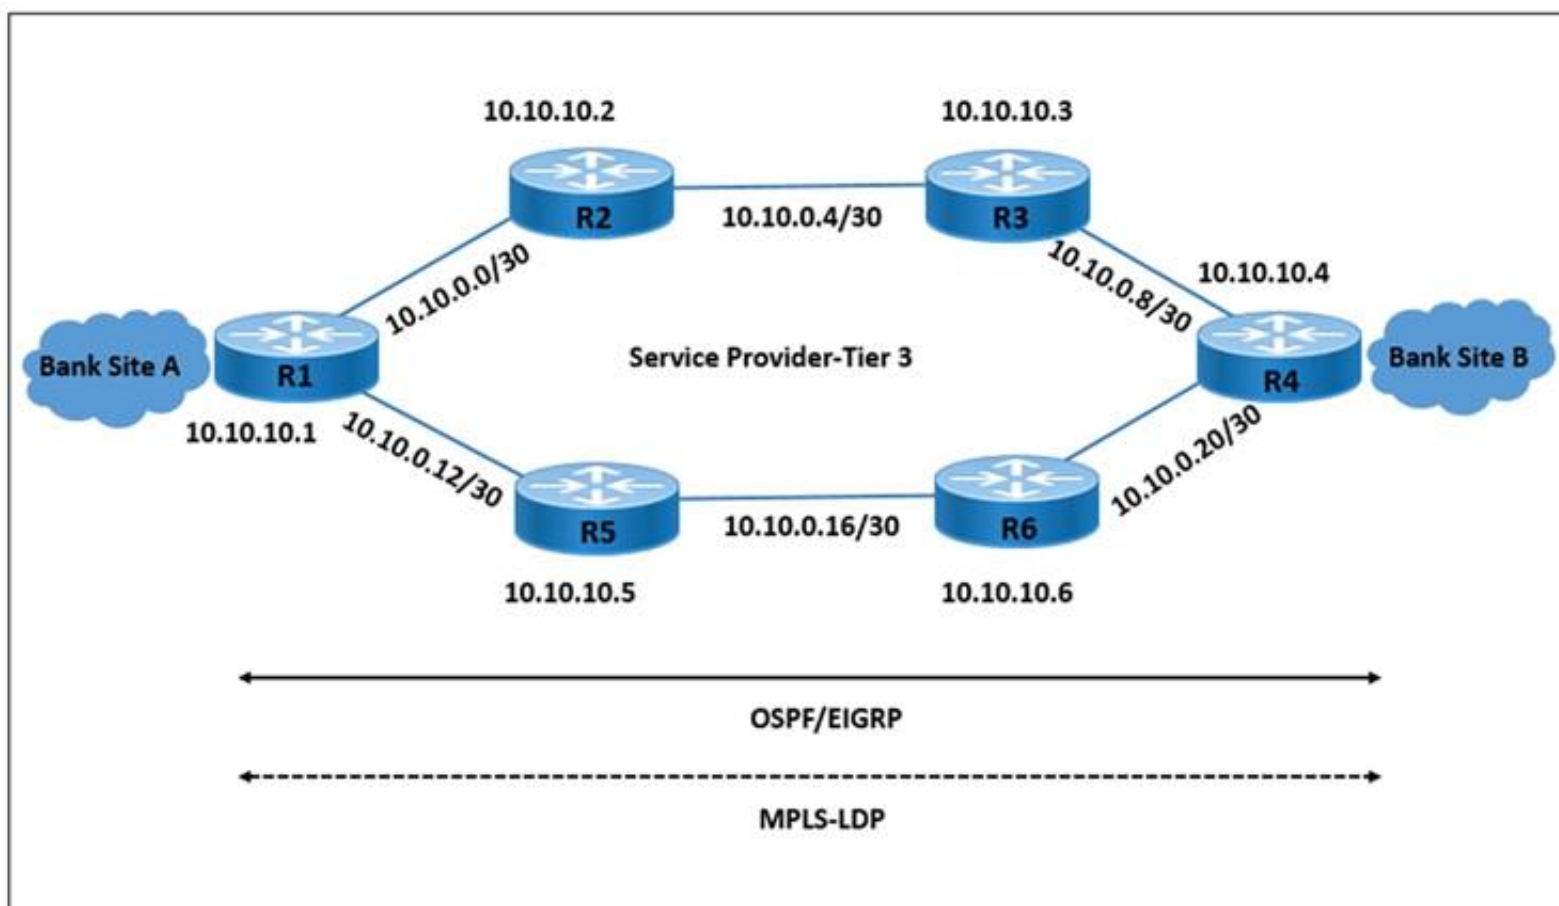 10.10.10.2
10.10.10.3
R2
10.10.0.4/30
R3
10.10.0.0/30
10.10.0.8/30
10.10.10.4
Bank Site A
R1
Service Provider-Tier 3
R4
Bank Site B
10.10.10.1
10.10.0.12/30
10.10.0.20/30
R5
10.10.0.16/30
R6
10.10.10.5
10.10.10.6
OSPF/EIGRP
MPLS-LDP